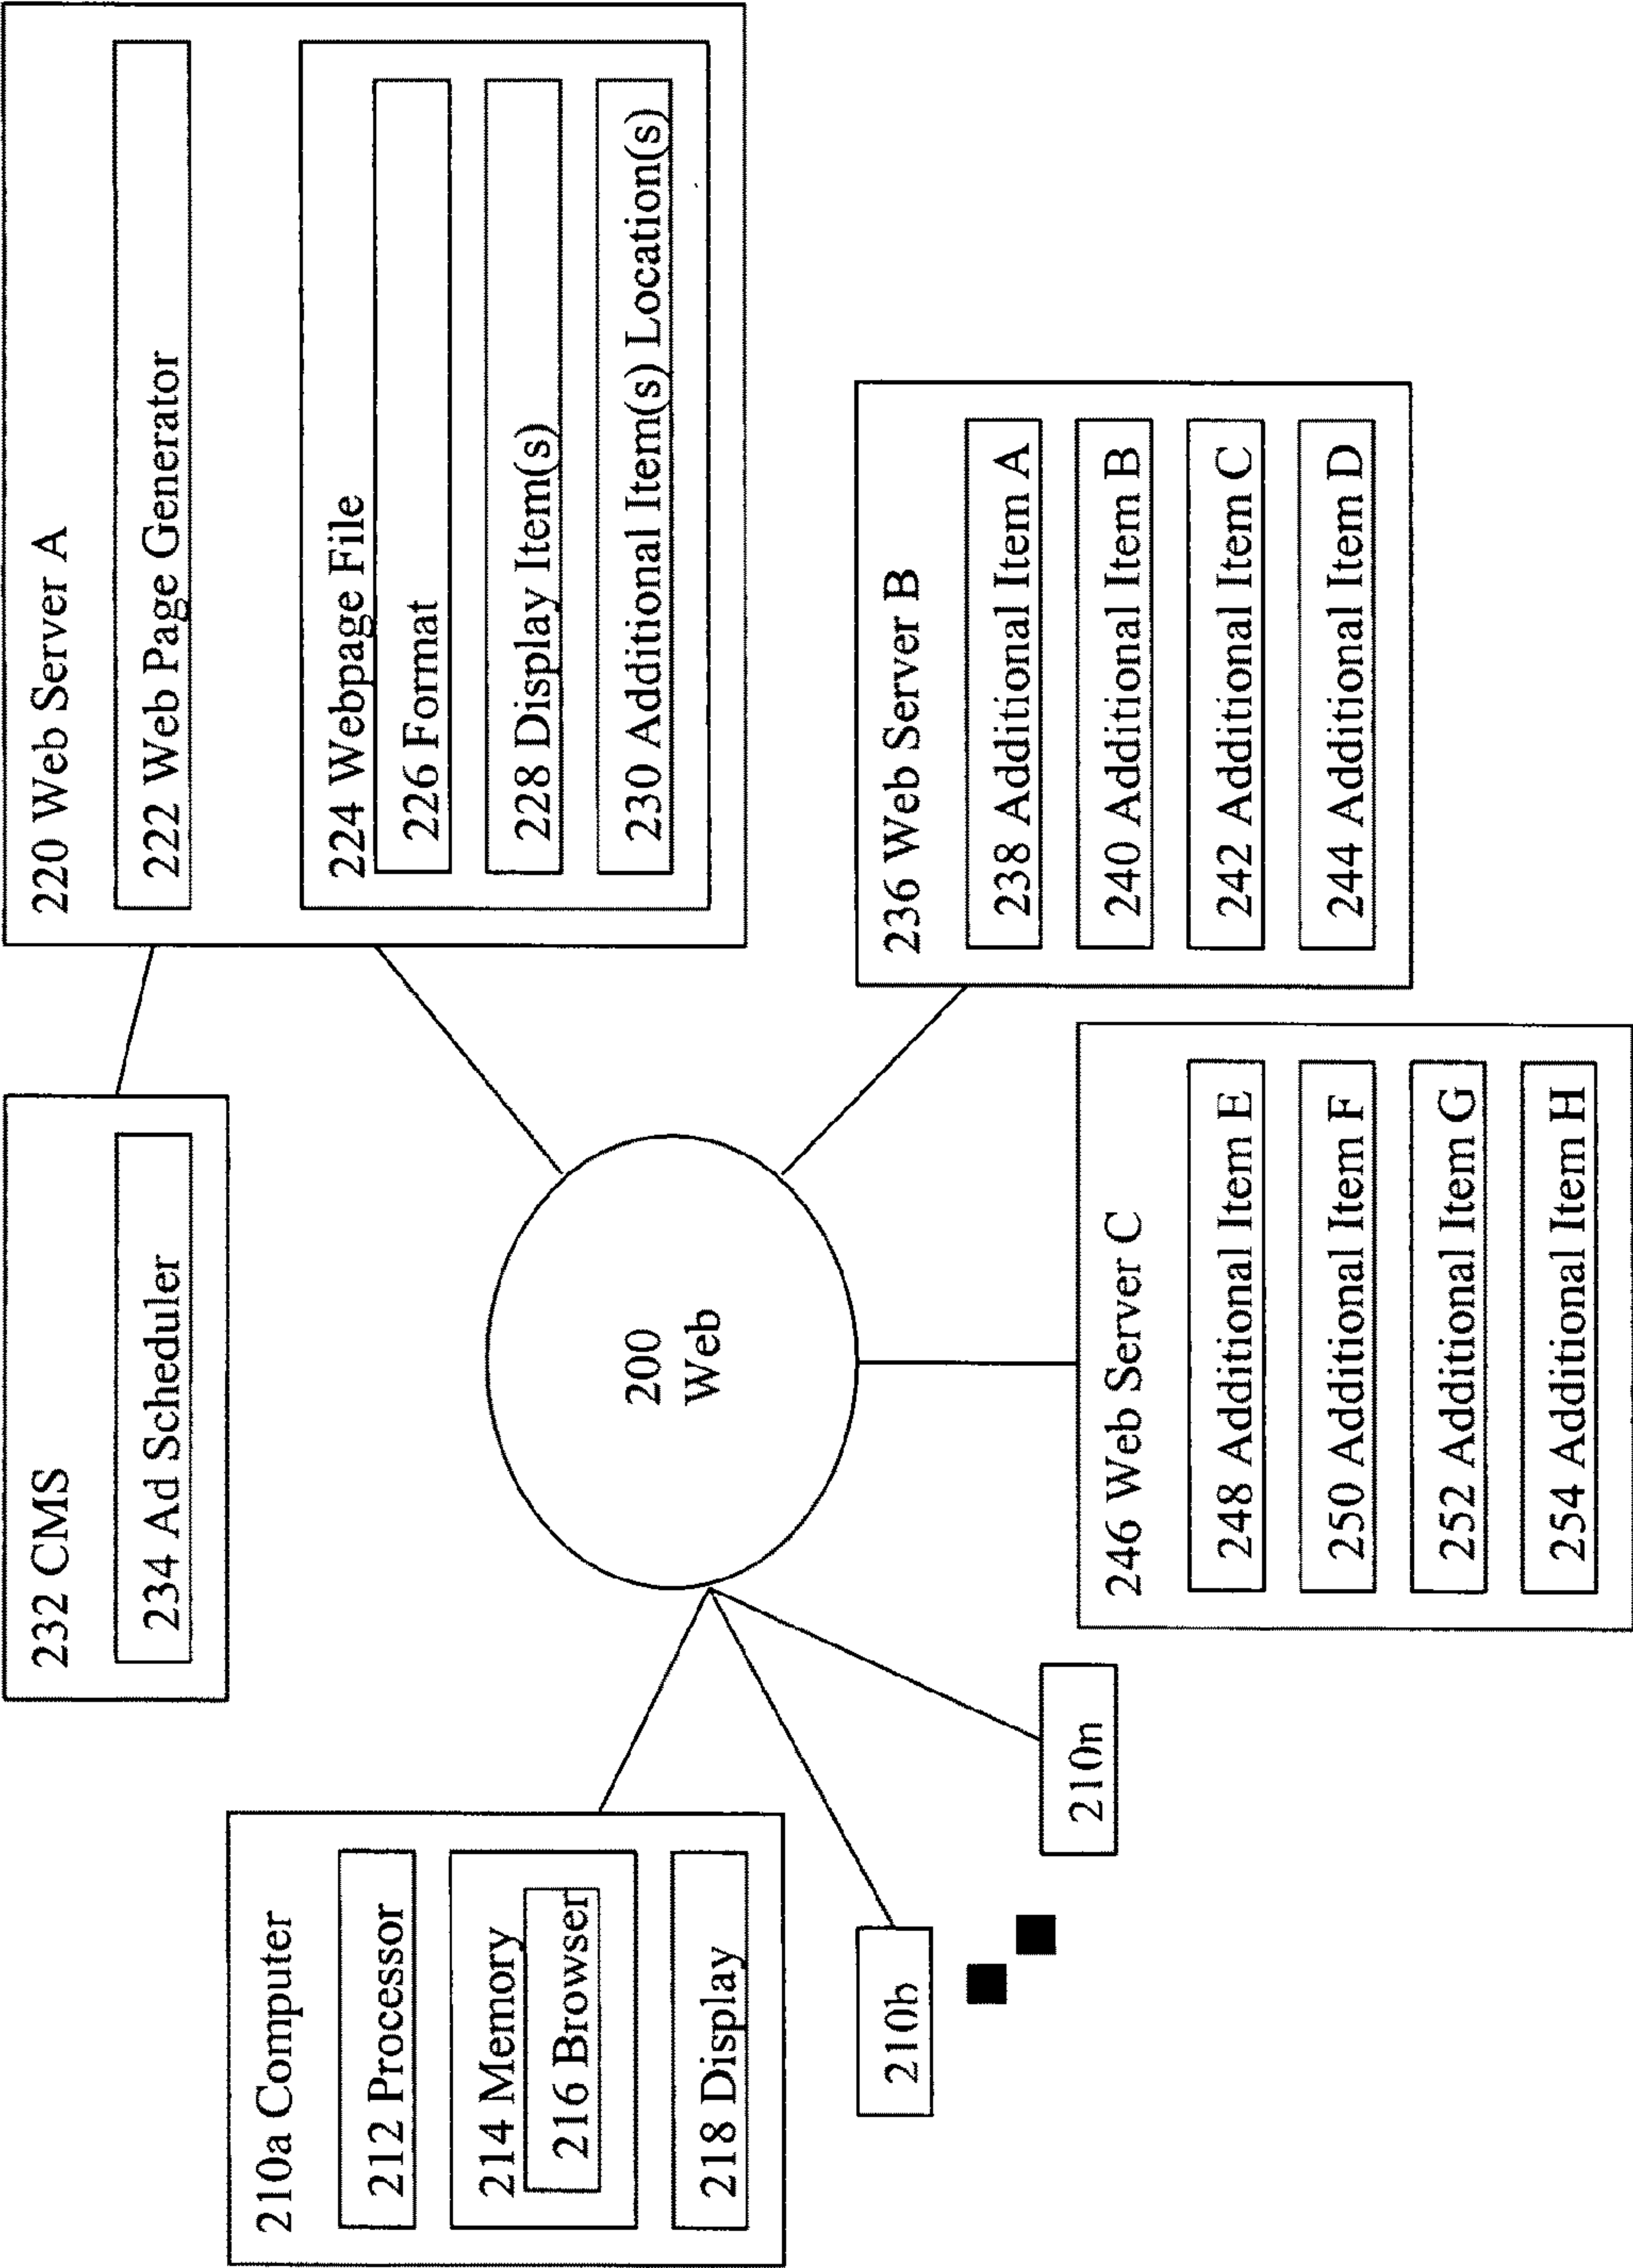 210a Computer
212 Processor
214 Memory
216 Browser
218 Display
210b
210n
232 CMS
234 Ad Scheduler
200
Web
220 Web Server A
222 Web Page Generator
224 Webpage File
226 Format
228 Display Item(s)
230 Additional Item(s) Location(s)
236 Web Server B
238 Additional Item A
240 Additional Item B
242 Additional Item C
244 Additional Item D
246 Web Server C
248 Additional Item E
250 Additional Item F
252 Additional Item G
254 Additional Item H